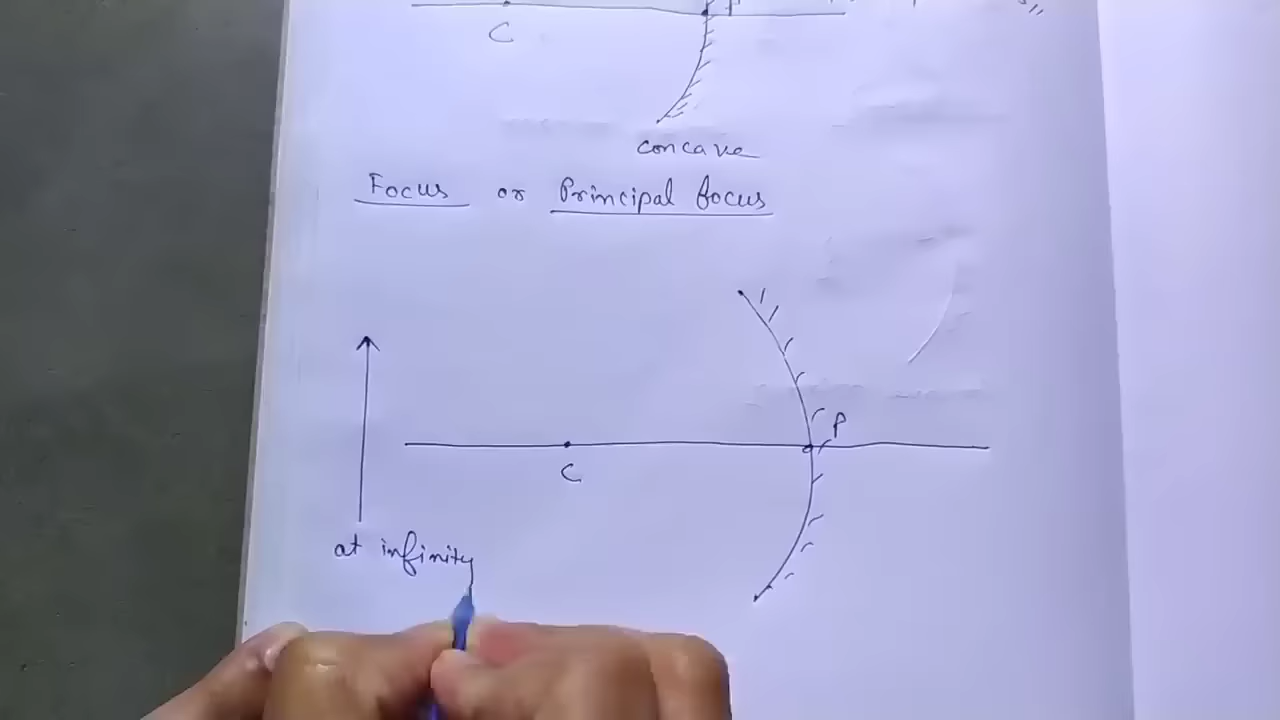 C
concave
Focus or Principal focus
P
C
at infinity